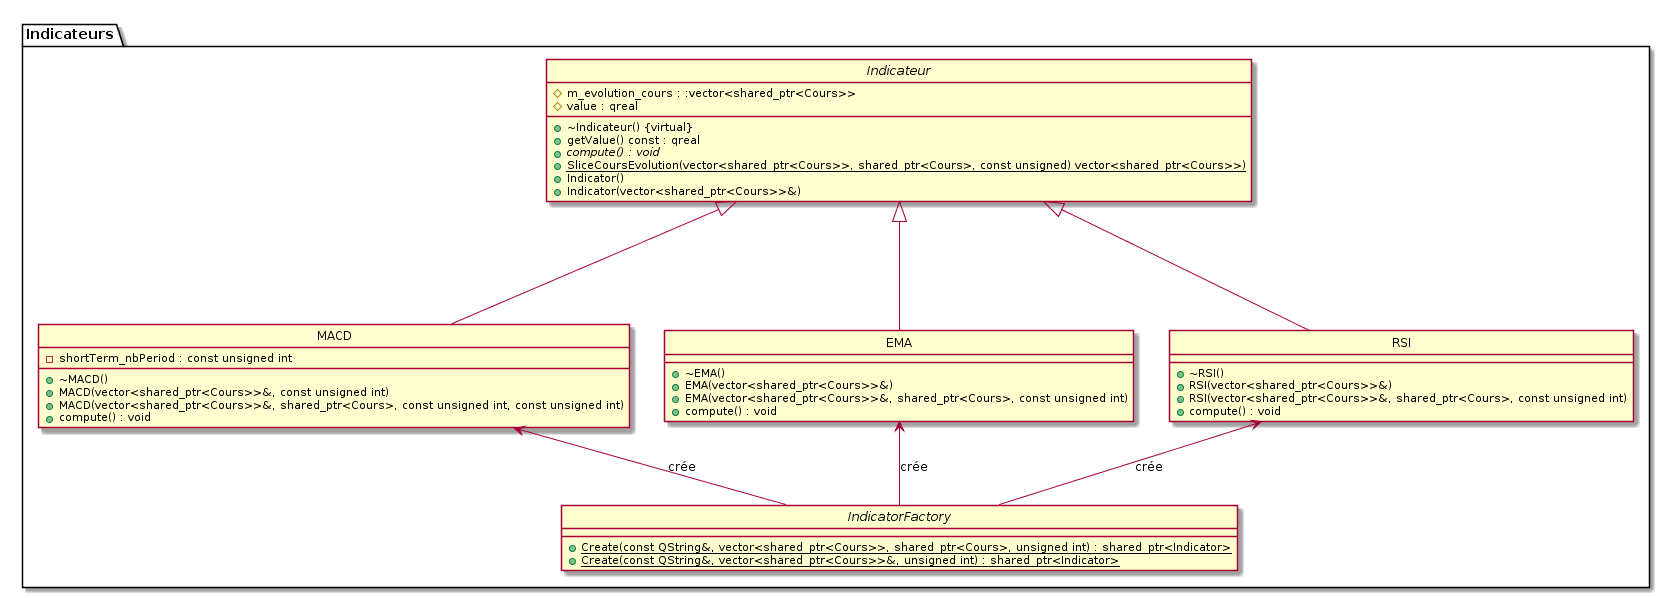 Indicateurs
Indicateur
m_evolution_cours : :vector<shared_ptr<Cours>>
value : qreal
~Indicateur() {virtual}
getValue() const : qreal
compute() : void
SliceCoursEvolution(vector<shared_ptr<Cours>>, shared_ptr<Cours>, const unsigned) vector<shared_ptr<Cours>>)
Indicator()
Indicator(vector<shared_ptr<Cours>>&)
MACD
shortTerm_nbPeriod : const unsigned int
~MACD()
MACD(vector<shared_ptr<Cours>>&, const unsigned int)
MACD(vector<shared_ptr<Cours>>&, shared_ptr<Cours>, const unsigned int, const unsigned int)
compute() : void
EMA
~EMA()
EMA(vector<shared_ptr<Cours>>&)
EMA(vector<shared_ptr<Cours>>&, shared_ptr<Cours>, const unsigned int)
compute() : void
RSI
~RSI()
RSI(vector<shared_ptr<Cours>>&)
RSI(vector<shared_ptr<Cours>>&, shared_ptr<Cours>, const unsigned int)
compute() : void
crée
crée
crée
IndicatorFactory
Create(const QString&, vector<shared_ptr<Cours>>, shared_ptr<Cours>, unsigned int) : shared_ptr<Indicator>
Create(const QString&, vector<shared_ptr<Cours>>&, unsigned int) : shared_ptr<Indicator>